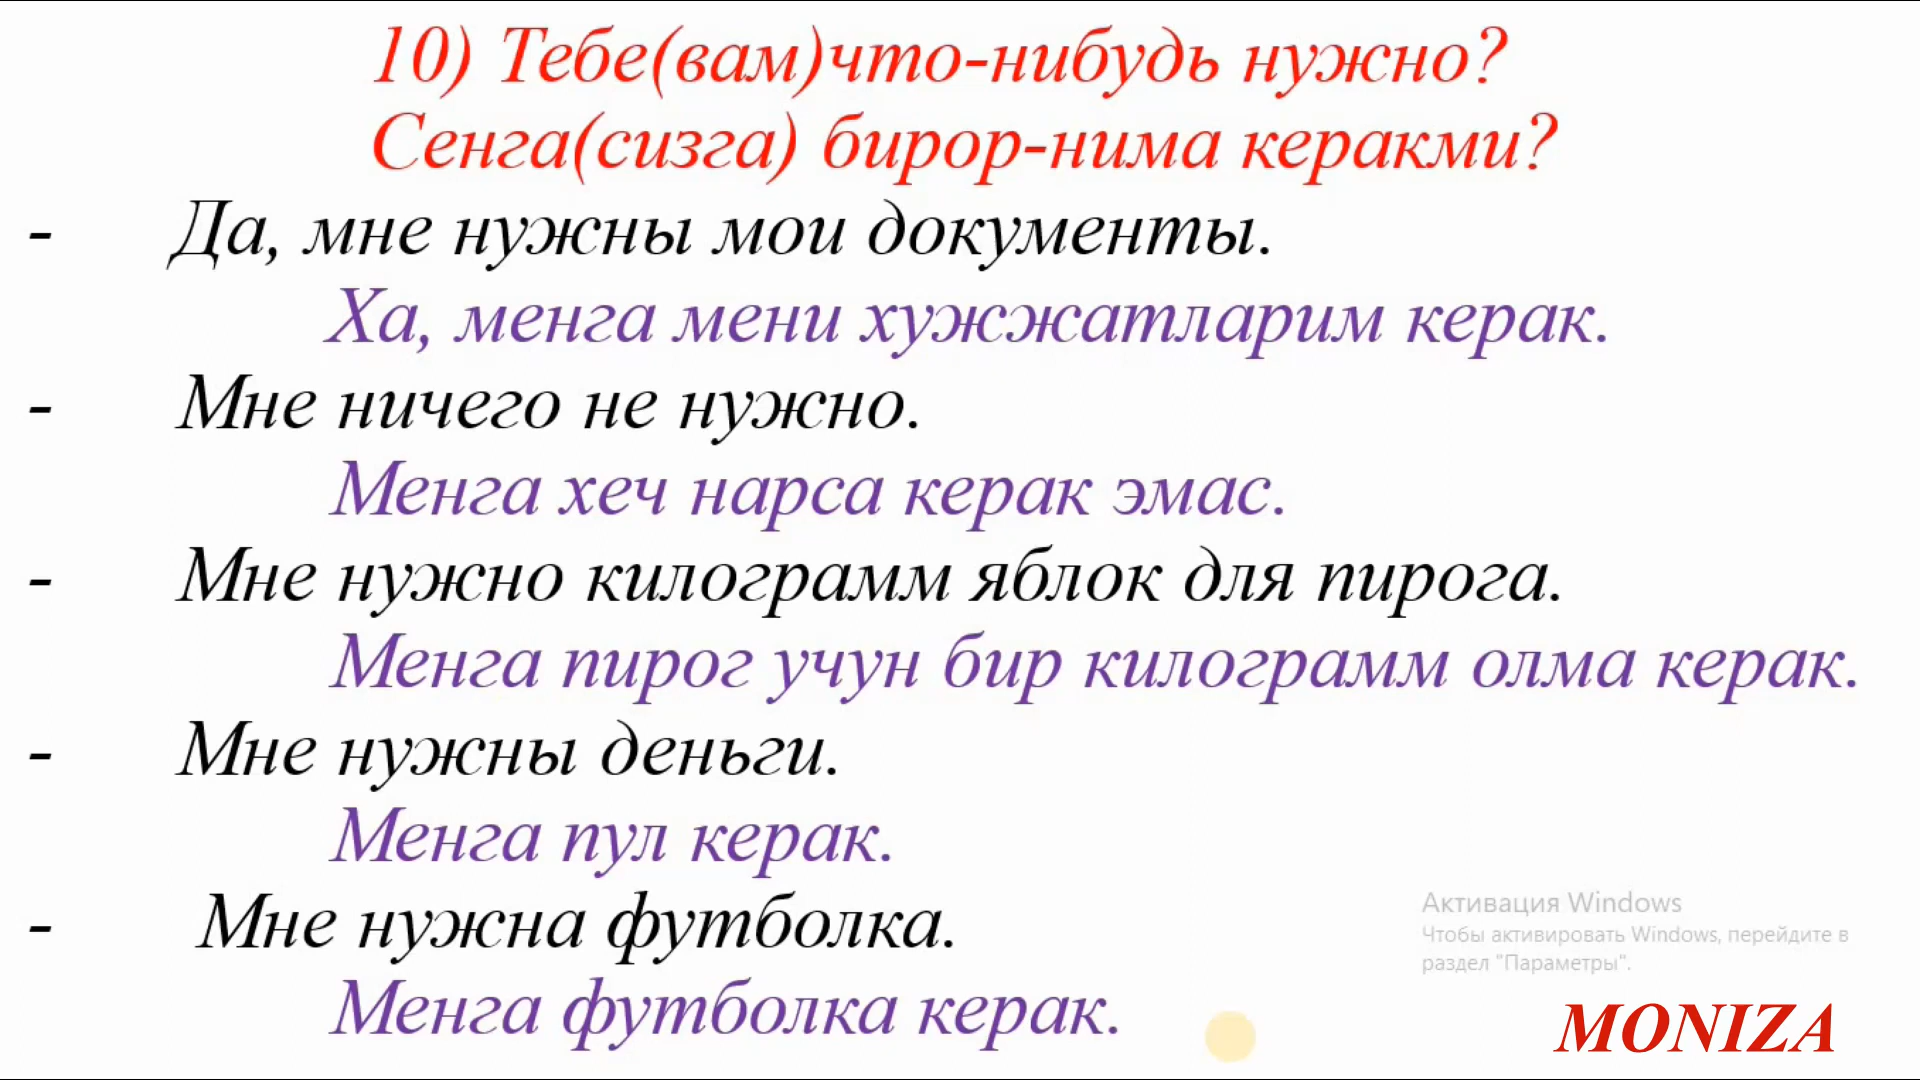 10) Тебе(вам)что-нибудь нужно?
Сенга(сизга) бирор-нима керакми?
- Да, мне нужны мои документы.
Ха, менга мени хужжатларим керак.
- Мне ничего не нужно.
Менга хеч нарса керак эмас.
- Мне нужно килограмм яблок для пирога.
Менга пирог учун бир килограмм олма керак.
- Мне нужны деньги.
Менга пул керак.
- Мне нужна футболка.
Менга футболка керак.
Активация Windows
Чтобы активировать Windows, перейдите в
раздел "Параметры".
MONIZA